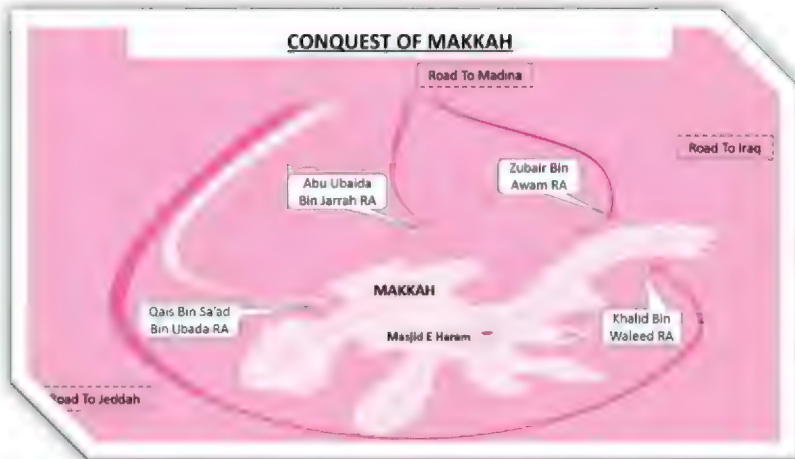 CONQUEST OF MAKKAH
Road To Madina
Road To Iraq
Zubair Bin
Awam RA
Abu Ubaida
Bin Jarrah RA
MAKKAH
Qais Bin Sa'ad
Bin Ubada RA
Masjid E Haram
Khalid Bin
Waleed RA
Road To Jeddah